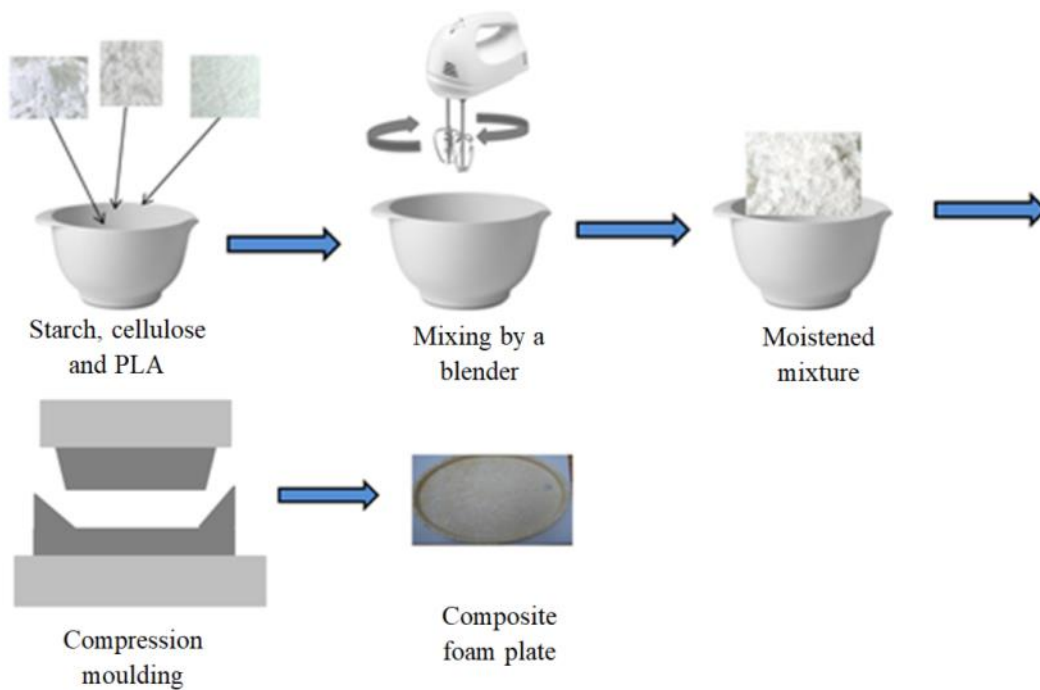 Starch, cellulose
and PLA
Mixing by a
blender
Moistened
mixture
Compression
moulding
Composite
foam plate